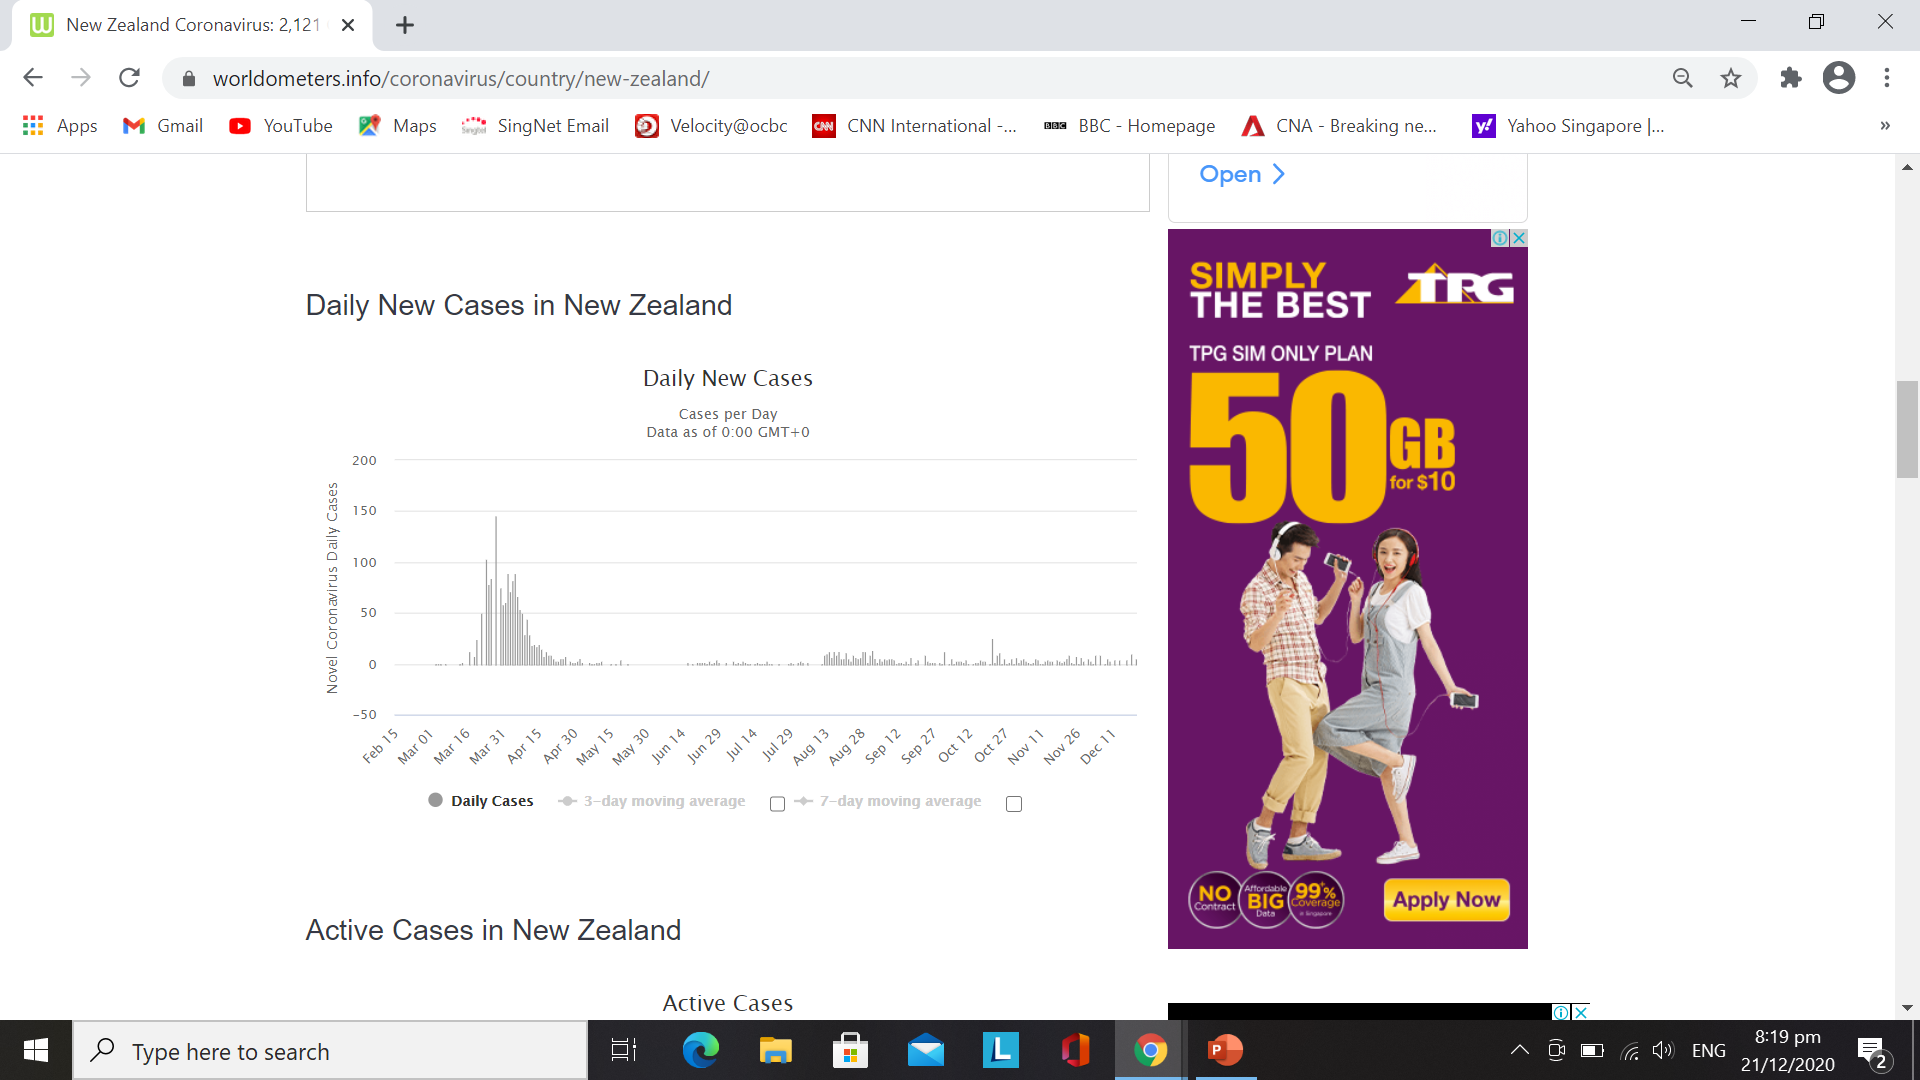 New Zealand Coronavirus: 2,121
worldometers.info/coronavirus/country/new-zealand/
Apps Gmail YouTube Maps SingNet Email Velocity@ocbc CNN International -... BBC - Homepage CNA - Breaking ne... Yahoo Singapore |... »
Open
Daily New Cases in New Zealand
Daily New Cases
Cases per Day
Data as of 0:00 GMT+0
Novel Coronavirus Daily Cases
200
150
100
50
0
-50
Feb 15 Mar 01 Mar 16 Mar 31 Apr 15 Apr 30 May 15 May 30 Jun 14 Jun 29 Jul 14 Jul 29 Aug 13 Aug 28 Sep 12 Sep 27 Oct 12 Oct 27 Nov 11 Nov 26 Dec 11
Daily Cases 3-day moving average 7-day moving average
Active Cases in New Zealand
Active Cases
SIMPLY
THE BEST
TPG
TPG SIM ONLY PLAN
50GB
for $10
NO
Contract
Affordable
BIG
Data
99+%
Coverage
in Singapore
Apply Now
Type here to search
ENG
8:19 pm
21/12/2020
2